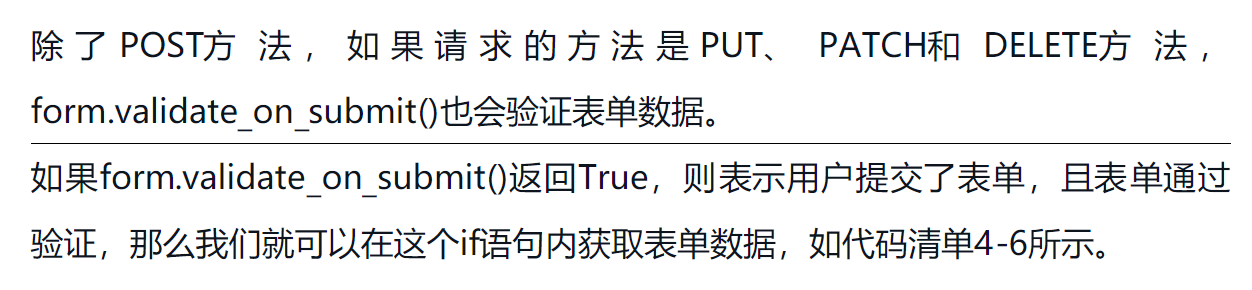 除了POST方法，如果请求的方法是PUT、 PATCH和 DELETE方法，
form.validate_on_submit()也会验证表单数据。
如果form.validate_on_submit()返回True，则表示用户提交了表单，且表单通过
验证，那么我们就可以在这个if语句内获取表单数据，如代码清单4-6所示。